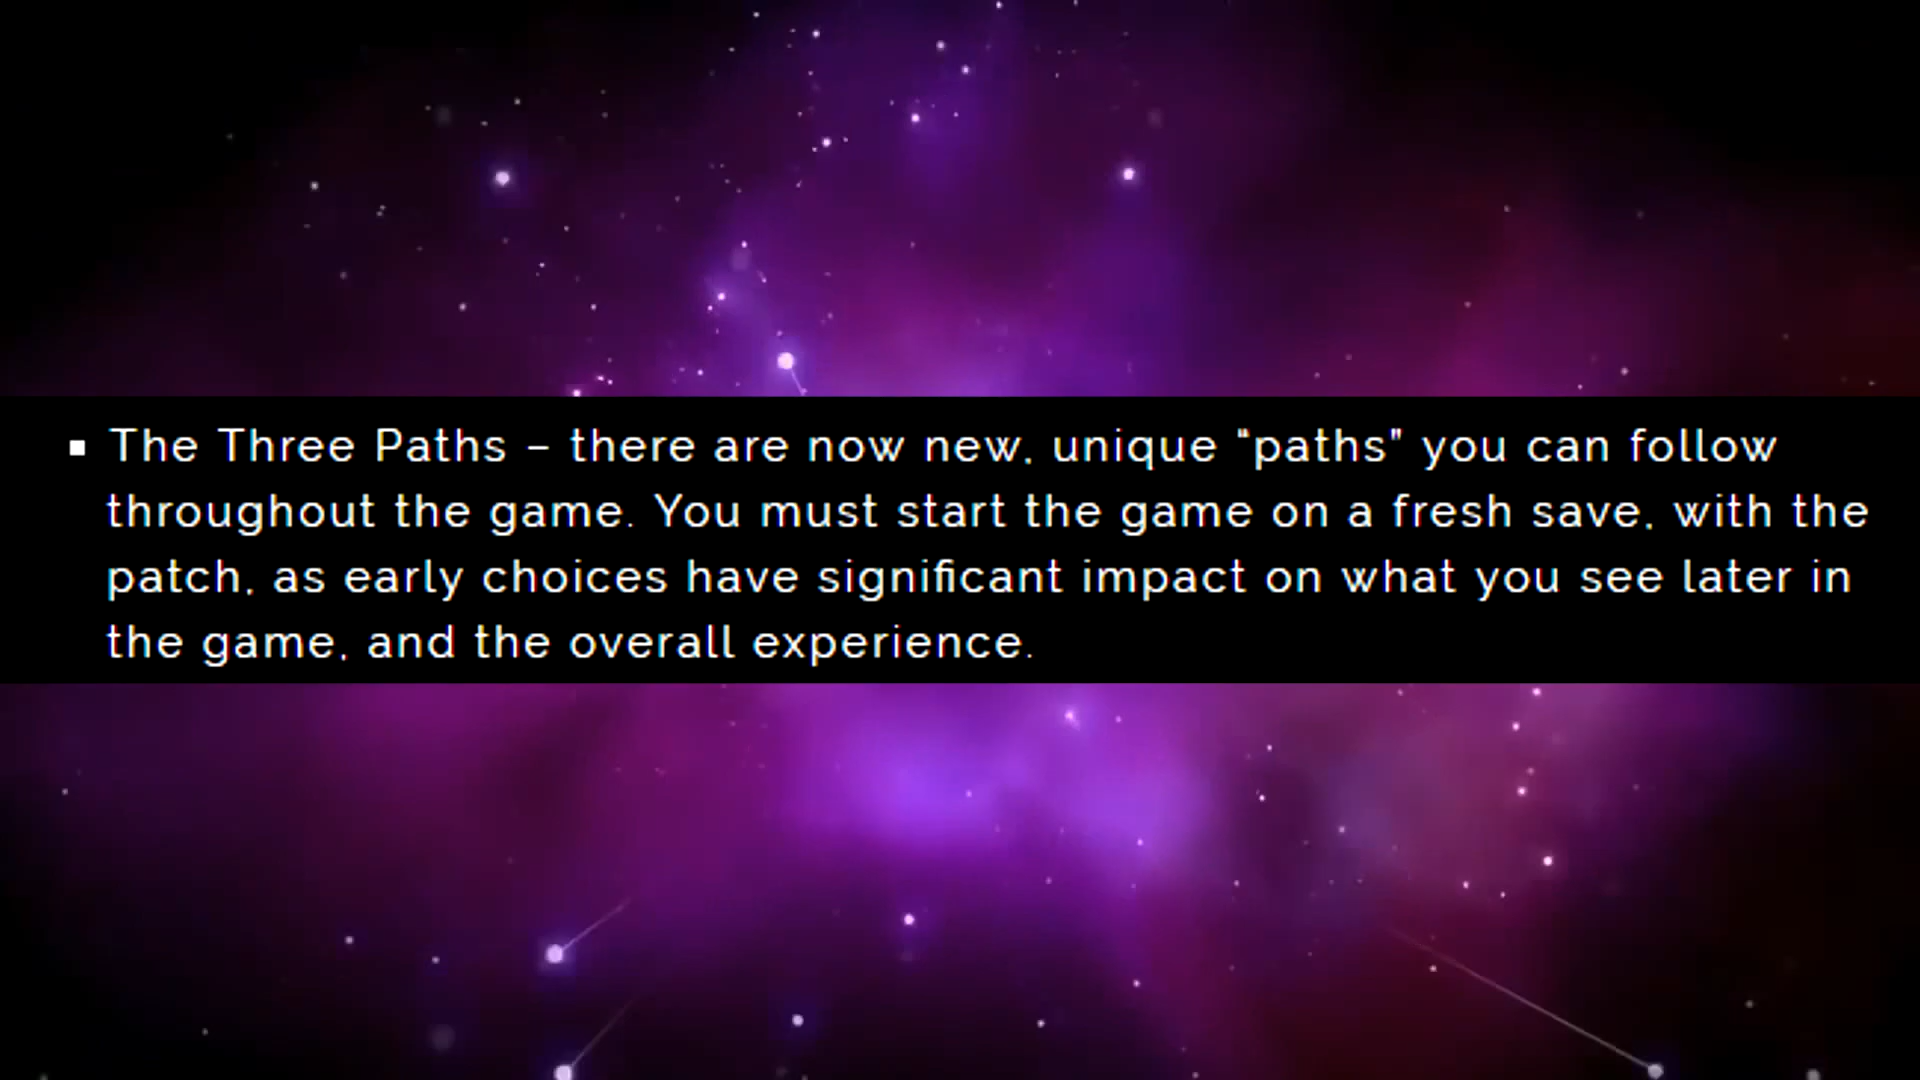 ▪ The Three Paths – there are now new, unique “paths” you can follow
throughout the game. You must start the game on a fresh save, with the
patch, as early choices have significant impact on what you see later in
the game, and the overall experience.